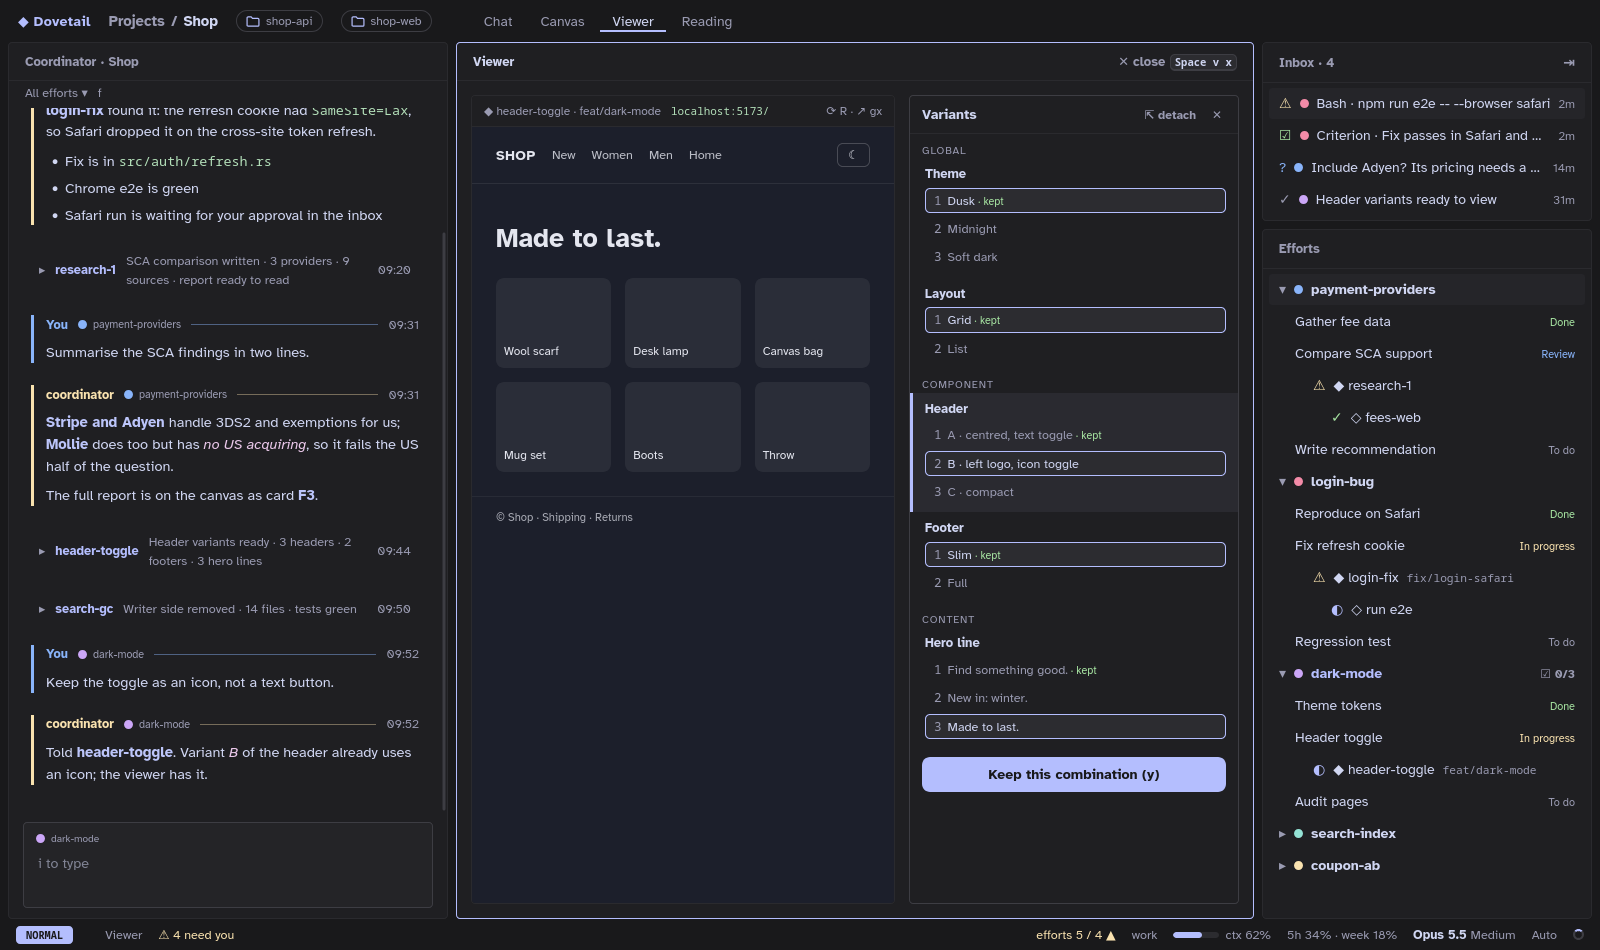 ◆ Dovetail Projects / Shop shop-api shop-web Chat Canvas Viewer Reading
Coordinator · Shop
All efforts ▾ f
login-fix found it: the refresh cookie had SameSite=Lax,
so Safari dropped it on the cross-site token refresh.
• Fix is in src/auth/refresh.rs
• Chrome e2e is green
• Safari run is waiting for your approval in the inbox
▸ research-1 SCA comparison written · 3 providers · 9 09:20
sources · report ready to read
You payment-providers 09:31
Summarise the SCA findings in two lines.
coordinator payment-providers 09:31
Stripe and Adyen handle 3DS2 and exemptions for us;
Mollie does too but has no US acquiring, so it fails the US
half of the question.
The full report is on the canvas as card F3.
▸ header-toggle Header variants ready · 3 headers · 2 09:44
footers · 3 hero lines
▸ search-gc Writer side removed · 14 files · tests green 09:50
You dark-mode 09:52
Keep the toggle as an icon, not a text button.
coordinator dark-mode 09:52
Told header-toggle. Variant B of the header already uses
an icon; the viewer has it.
dark-mode
i to type
Viewer ✕ close Space v x
◆ header-toggle · feat/dark-mode localhost:5173/ ⟳ R · ↗ gx
SHOP New Women Men Home ☾
Made to last.
Wool scarf Desk lamp Canvas bag
Mug set Boots Throw
© Shop · Shipping · Returns
Variants ⇱ detach ✕
GLOBAL
Theme
1 Dusk · kept
2 Midnight
3 Soft dark
Layout
1 Grid · kept
2 List
COMPONENT
Header
1 A · centred, text toggle · kept
2 B · left logo, icon toggle
3 C · compact
Footer
1 Slim · kept
2 Full
CONTENT
Hero line
1 Find something good. · kept
2 New in: winter.
3 Made to last.
Keep this combination (y)
Inbox · 4 ⇥
⚠ Bash · npm run e2e -- --browser safari 2m
☑ Criterion · Fix passes in Safari and ... 2m
? Include Adyen? Its pricing needs a ... 14m
✓ Header variants ready to view 31m
Efforts
▾ payment-providers
Gather fee data Done
Compare SCA support Review
⚠ ◆ research-1
✓ ◇ fees-web
Write recommendation To do
▾ login-bug
Reproduce on Safari Done
Fix refresh cookie In progress
⚠ ◆ login-fix fix/login-safari
◐ ◇ run e2e
Regression test To do
▾ dark-mode ☑ 0/3
Theme tokens Done
Header toggle In progress
◐ ◆ header-toggle feat/dark-mode
Audit pages To do
▸ search-index
▸ coupon-ab
NORMAL Viewer ⚠ 4 need you efforts 5 / 4 ▲ work ctx 62% 5h 34% · week 18% Opus 5.5 Medium Auto